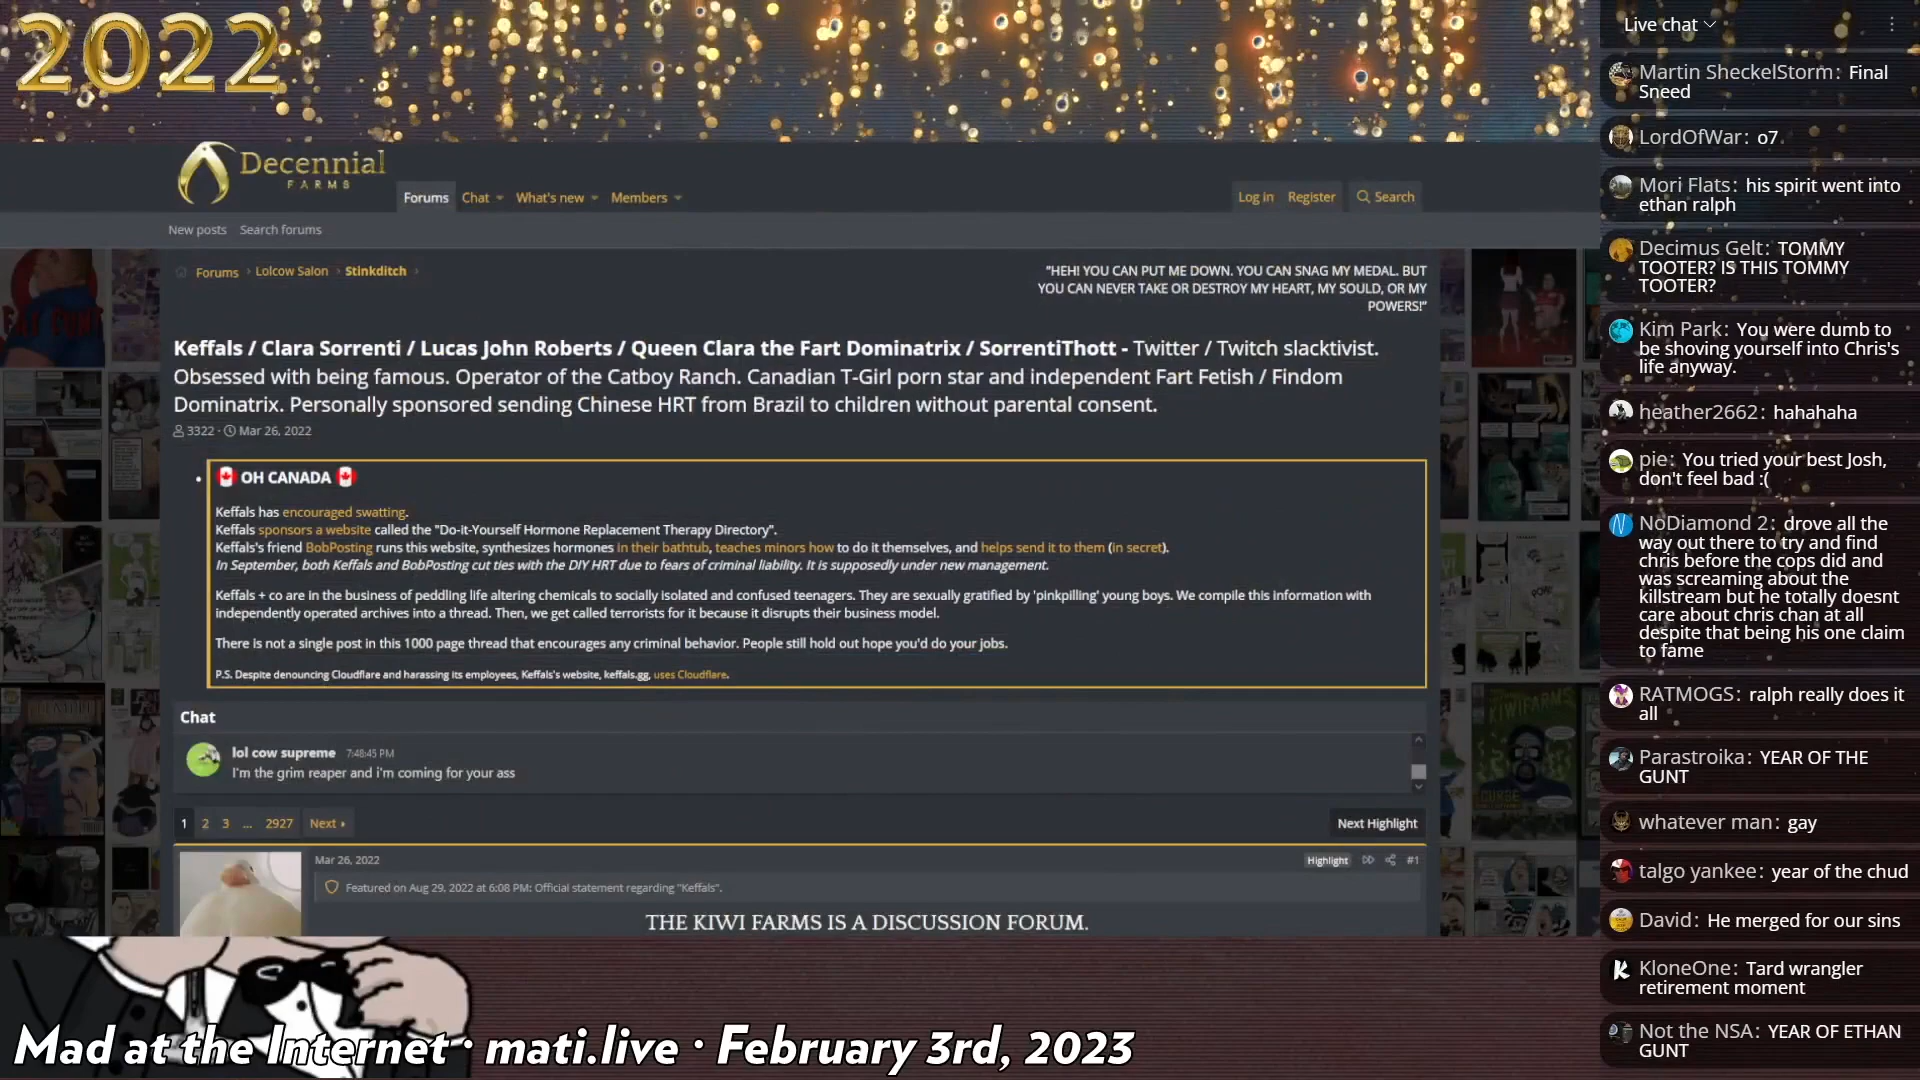 2022
Decennial
FARMS
Forums
Chat
What's new
Members
Log in
Register
Search
New posts
Search forums
Forums
Lolcow Salon
Stinkditch
"HEH! YOU CAN PUT ME DOWN. YOU CAN SNAG MY MEDAL. BUT
YOU CAN NEVER TAKE OR DESTROY MY HEART, MY SOULD, OR MY
POWERS!"
Keffals / Clara Sorrenti / Lucas John Roberts / Queen Clara the Fart Dominatrix / SorrentiThott - Twitter / Twitch slacktivist.
Obsessed with being famous. Operator of the Catboy Ranch. Canadian T-Girl porn star and independent Fart Fetish / Findom
Dominatrix. Personally sponsored sending Chinese HRT from Brazil to children without parental consent.
3322 · Mar 26, 2022
OH CANADA
Keffals has encouraged swatting.
Keffals sponsors a website called the "Do-it-Yourself Hormone Replacement Therapy Directory".
Keffals's friend BobPosting runs this website, synthesizes hormones in their bathtub, teaches minors how to do it themselves, and helps send it to them (in secret).
In September, both Keffals and BobPosting cut ties with the DIY HRT due to fears of criminal liability. It is supposedly under new management.
Keffals + co are in the business of peddling life altering chemicals to socially isolated and confused teenagers. They are sexually gratified by 'pinkpilling' young boys. We compile this information with
independently operated archives into a thread. Then, we get called terrorists for it because it disrupts their business model.
There is not a single post in this 1000 page thread that encourages any criminal behavior. People still hold out hope you'd do your jobs.
P.S. Despite denouncing Cloudflare and harassing its employees, Keffals's website, keffals.gg, uses Cloudflare.
Chat
lol cow supreme 7:48:45 PM
I'm the grim reaper and i'm coming for your ass
1 2 3 ... 2927 Next
Next Highlight
Mar 26, 2022
Highlight
#1
Featured on Aug 29, 2022 at 6:08 PM: Official statement regarding "Keffals".
THE KIWI FARMS IS A DISCUSSION FORUM.
Mad at the Internet · mati.live · February 3rd, 2023
Live chat
Martin SheckelStorm: Final
Sneed
LordOfWar: o7
Mori Flats: his spirit went into
ethan ralph
Decimus Gelt: TOMMY
TOOTER? IS THIS TOMMY
TOOTER?
Kim Park: You were dumb to
be shoving yourself into Chris's
life anyway.
heather2662: hahahaha
pie: You tried your best Josh,
don't feel bad :(
NoDiamond 2: drove all the
way out there to try and find
chris before the cops did and
was screaming about the
killstream but he totally doesnt
care about chris chan at all
despite that being his one claim
to fame
RATMOGS: ralph really does it
all
Parastroika: YEAR OF THE
GUNT
whatever man: gay
talgo yankee: year of the chud
David: He merged for our sins
KloneOne: Tard wrangler
retirement moment
Not the NSA: YEAR OF ETHAN
GUNT